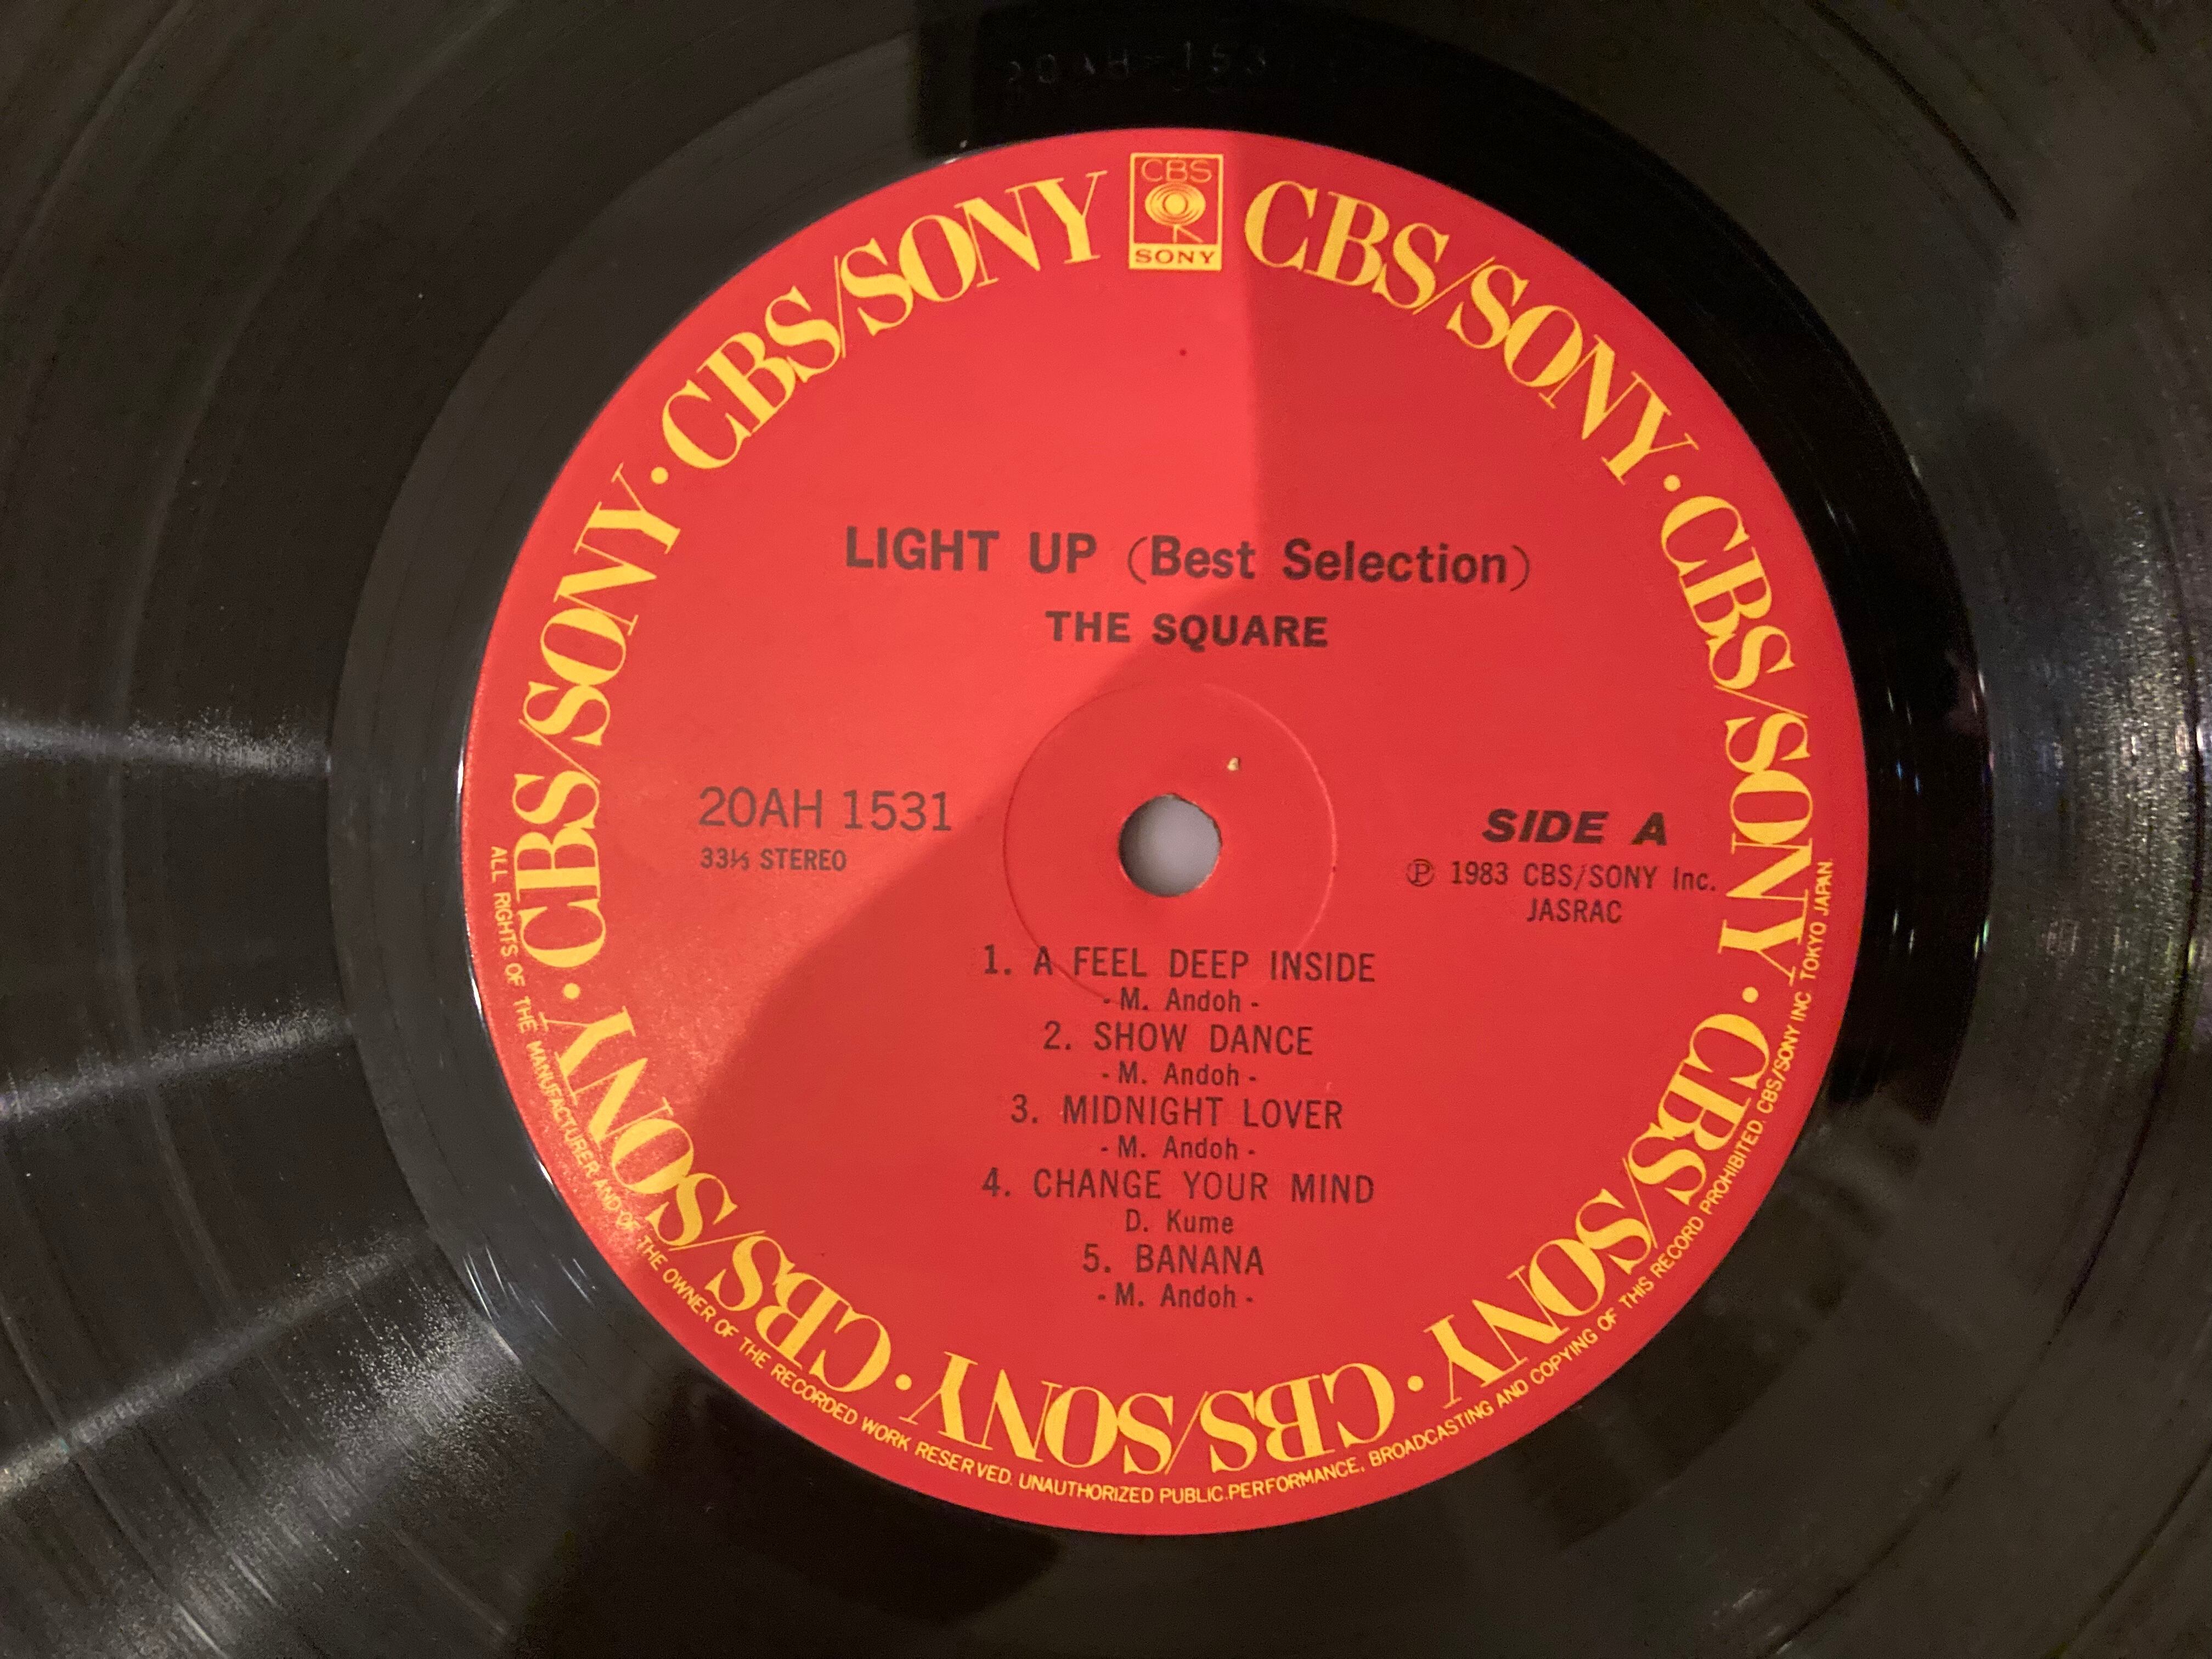 CBS
SONY
CBS/SONY · CBS/SONY · CBS/SONY · CBS/SONY · CBS/SONY · CBS/SONY · CBS/SONY · CBS/SONY
LIGHT UP (Best Selection)
THE SQUARE
20AH 1531
33⅓ STEREO
SIDE A
Ⓟ 1983 CBS/SONY Inc.
JASRAC
1. A FEEL DEEP INSIDE
- M. Andoh -
2. SHOW DANCE
- M. Andoh -
3. MIDNIGHT LOVER
- M. Andoh -
4. CHANGE YOUR MIND
D. Kume
5. BANANA
- M. Andoh -
ALL RIGHTS OF THE MANUFACTURER AND OF THE OWNER OF THE RECORDED WORK RESERVED. UNAUTHORIZED PUBLIC.PERFORMANCE, BROADCASTING AND COPYING OF THIS RECORD PROHIBITED. CBS/SONY INC TOKYO JAPAN.